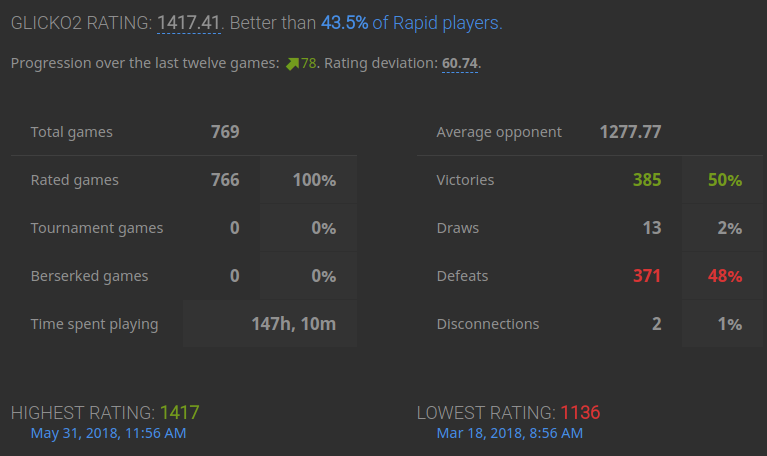 GLICKO2 RATING: 1417.41. Better than 43.5% of Rapid players.
Progression over the last twelve games: 78. Rating deviation: 60.74.
Total games 769
Rated games 766 100%
Tournament games 0 0%
Berserked games 0 0%
Time spent playing 147h, 10m
Average opponent 1277.77
Victories 385 50%
Draws 13 2%
Defeats 371 48%
Disconnections 2 1%
HIGHEST RATING: 1417
May 31, 2018, 11:56 AM
LOWEST RATING: 1136
Mar 18, 2018, 8:56 AM